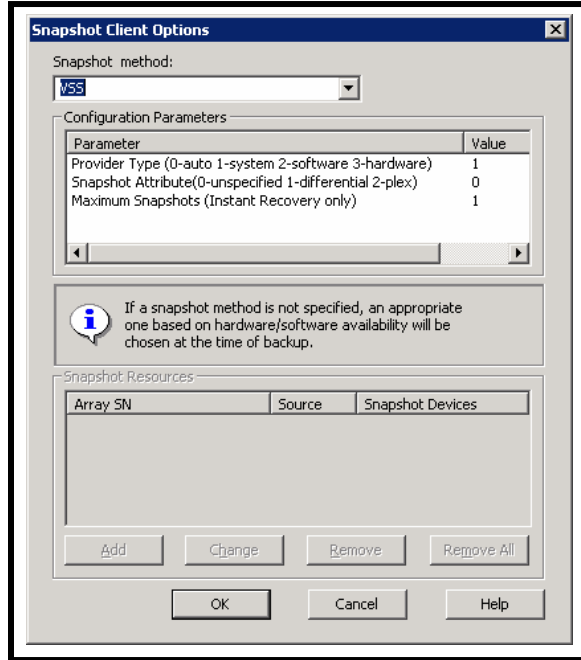 Snapshot Client Options
Snapshot method:
VSS
Configuration Parameters
Parameter Value
Provider Type (0-auto 1-system 2-software 3-hardware) 1
Snapshot Attribute(0-unspecified 1-differential 2-plex) 0
Maximum Snapshots (Instant Recovery only) 1
If a snapshot method is not specified, an appropriate
one based on hardware/software availability will be
chosen at the time of backup.
Snapshot Resources
Array SN Source Snapshot Devices
Add Change Remove Remove All
OK Cancel Help